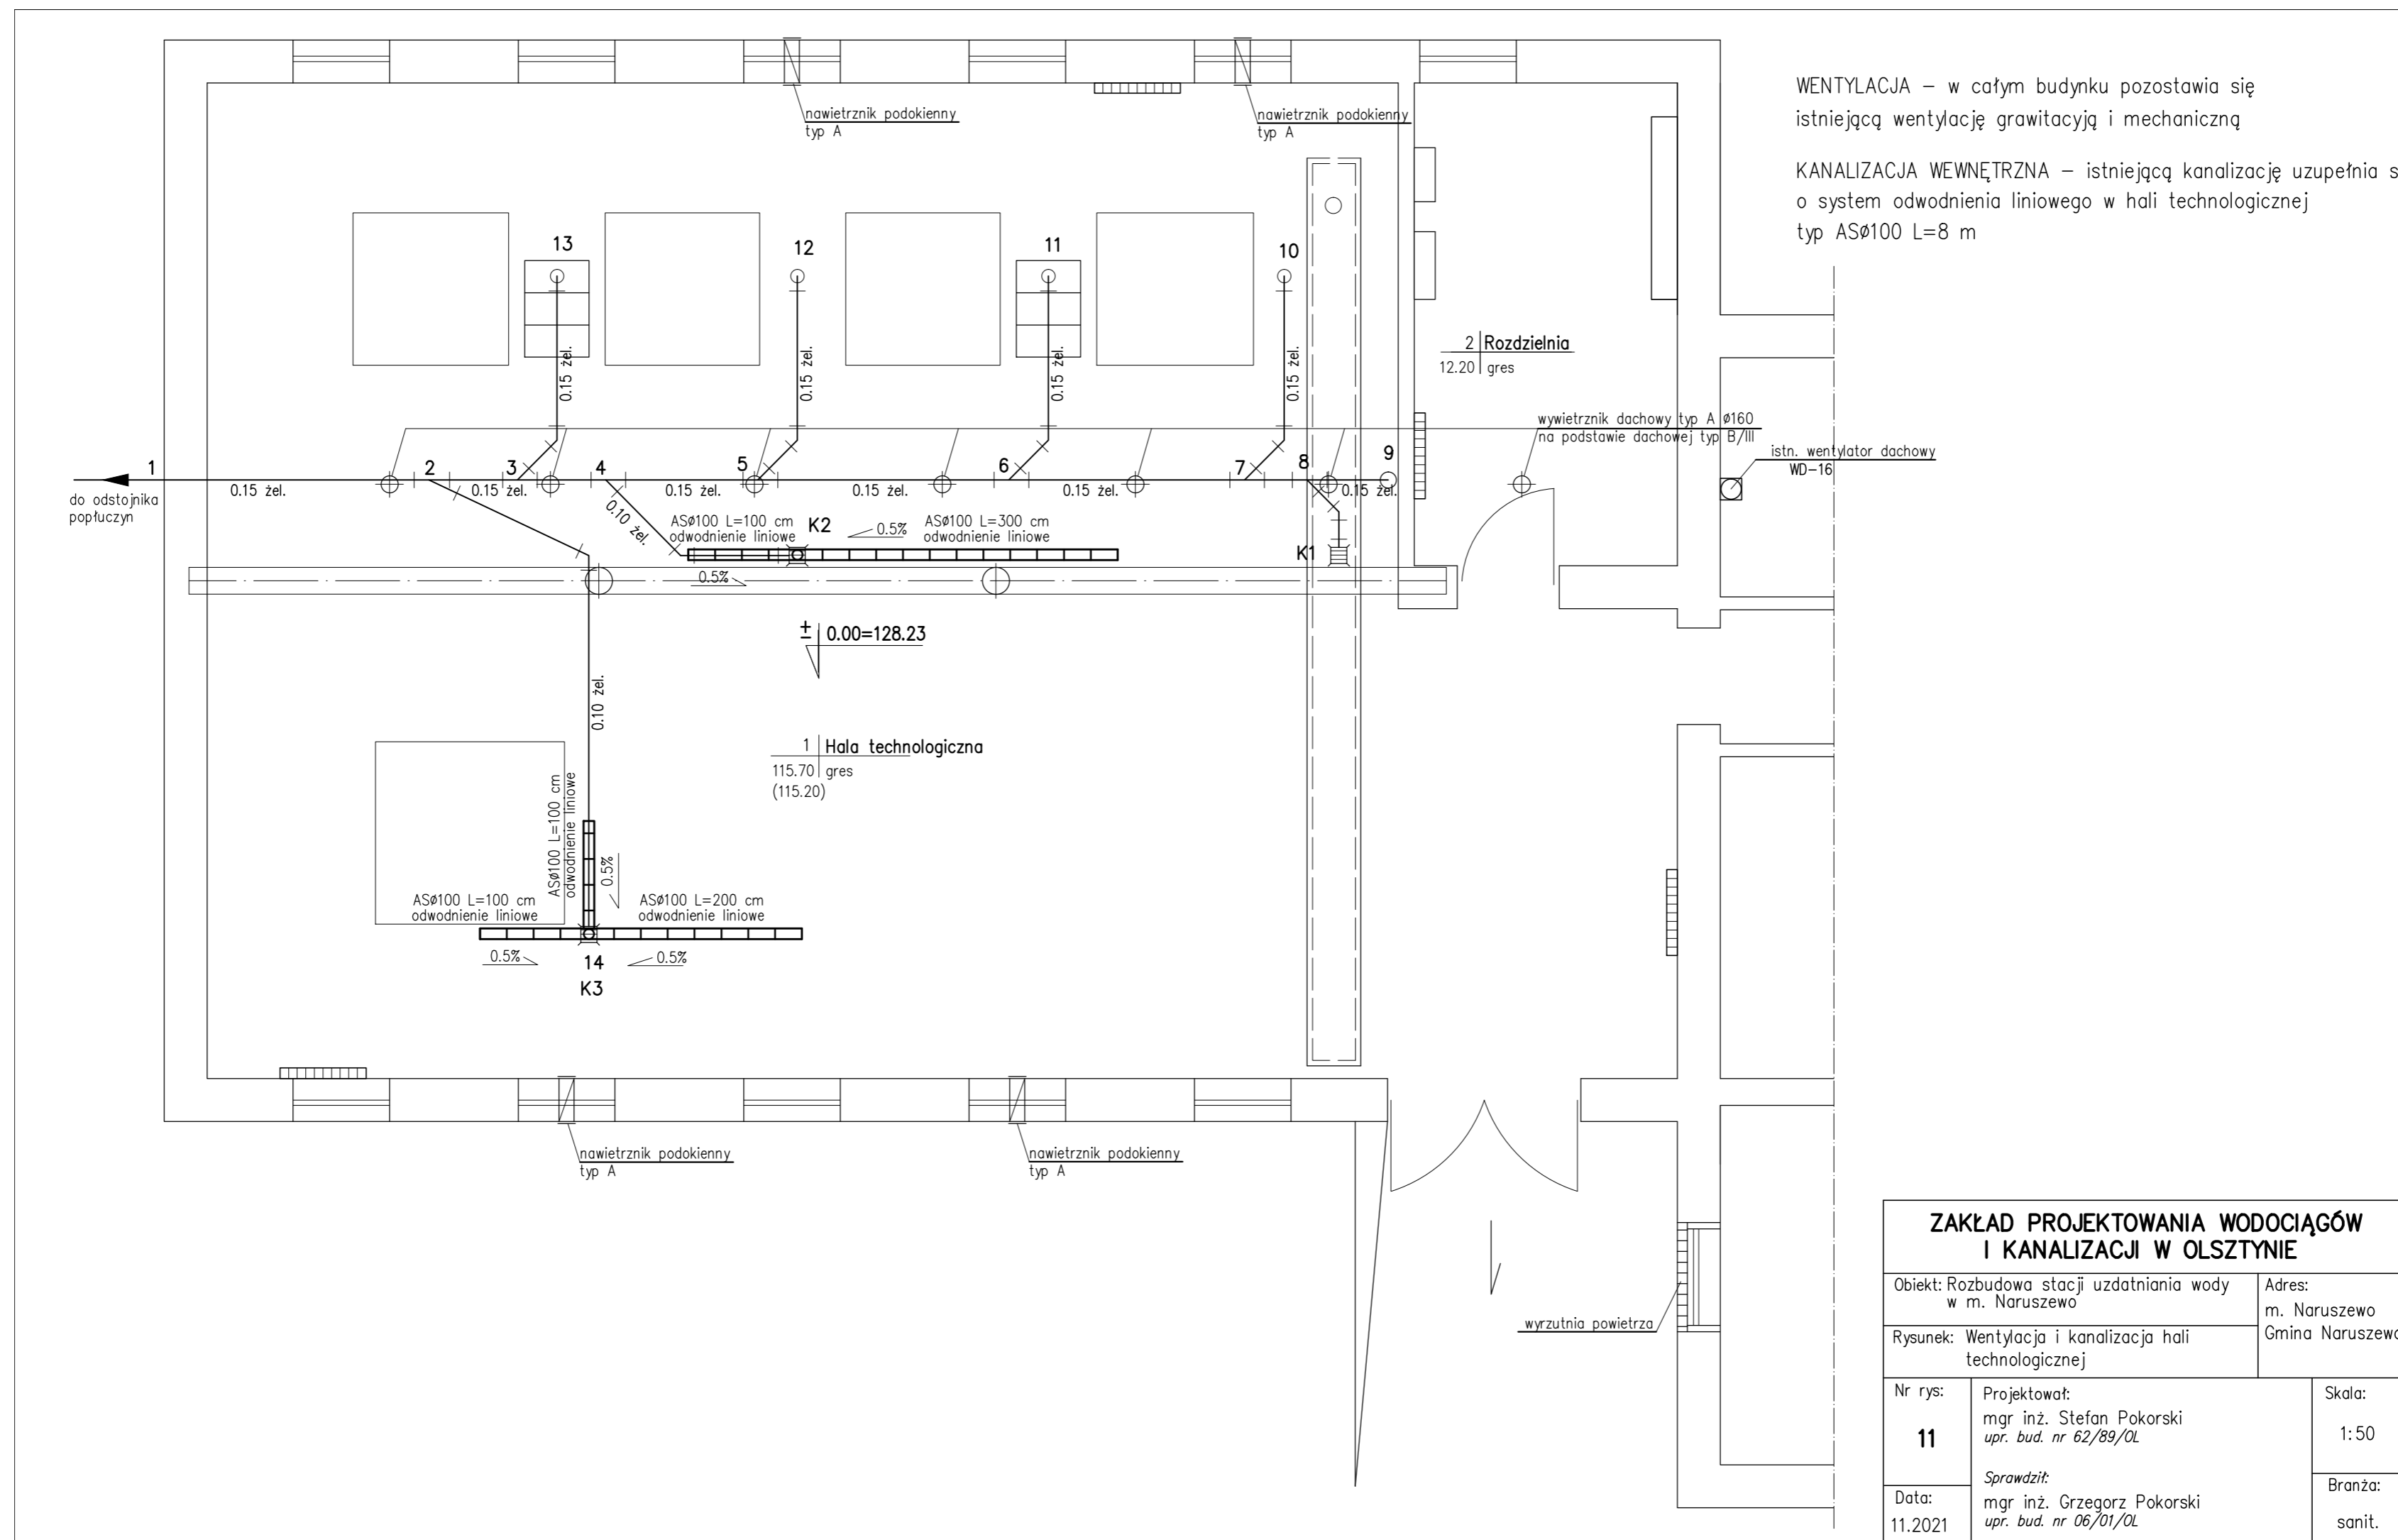 WENTYLACJA – w całym budynku pozostawia się
istniejącą wentylację grawitacyją i mechaniczną
KANALIZACJA WEWNĘTRZNA – istniejącą kanalizację uzupełnia s
o system odwodnienia liniowego w hali technologicznej
typ ASø100 L=8 m
nawietrznik podokienny
typ A
nawietrznik podokienny
typ A
13
12
11
10
0.15 żel.
0.15 żel.
0.15 żel.
0.15 żel.
2 Rozdzielnia
12.20 gres
wywietrznik dachowy typ A ø160
na podstawie dachowej typ B/III
istn. wentylator dachowy
WD-16
1
2
3
4
5
6
7
8
9
do odstojnika
popłuczyn
0.15 żel.
0.15 żel.
0.15 żel.
0.15 żel.
0.15 żel.
0.15 żel.
0.10 żel.
ASø100 L=100 cm
odwodnienie liniowe
K2
0.5%
ASø100 L=300 cm
odwodnienie liniowe
K1
0.5%
± 0.00=128.23
0.10 żel.
1 Hala technologiczna
115.70 gres
(115.20)
ASø100 L=100 cm
odwodnienie liniowe
0.5%
ASø100 L=100 cm
odwodnienie liniowe
ASø100 L=200 cm
odwodnienie liniowe
0.5%
0.5%
14
K3
nawietrznik podokienny
typ A
nawietrznik podokienny
typ A
wyrzutnia powietrza
ZAKŁAD PROJEKTOWANIA WODOCIĄGÓW
I KANALIZACJI W OLSZTYNIE
Obiekt: Rozbudowa stacji uzdatniania wody
w m. Naruszewo
Adres:
m. Naruszewo
Gmina Naruszewo
Rysunek: Wentylacja i kanalizacja hali
technologicznej
Nr rys:
11
Projektował:
mgr inż. Stefan Pokorski
upr. bud. nr 62/89/OL
Skala:
1:50
Sprawdził:
mgr inż. Grzegorz Pokorski
upr. bud. nr 06/01/OL
Data:
11.2021
Branża:
sanit.